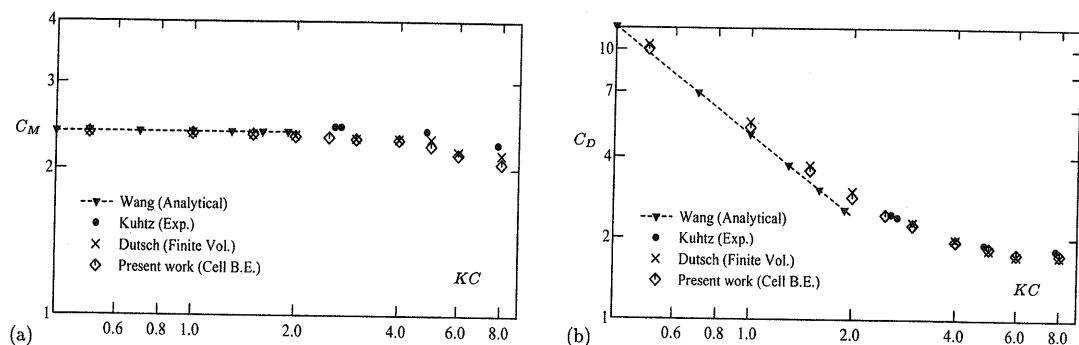 4
3
C_M
2
Wang (Analytical)
Kuhtz (Exp.)
Dutsch (Finite Vol.)
Present work (Cell B.E.)
KC
1
(a)
0.6 0.8 1.0 2.0 4.0 6.0 8.0
10
7
C_D
4
Wang (Analytical)
Kuhtz (Exp.)
Dutsch (Finite Vol.)
Present work (Cell B.E.)
2
KC
1
(b)
0.6 0.8 1.0 2.0 4.0 6.0 8.0